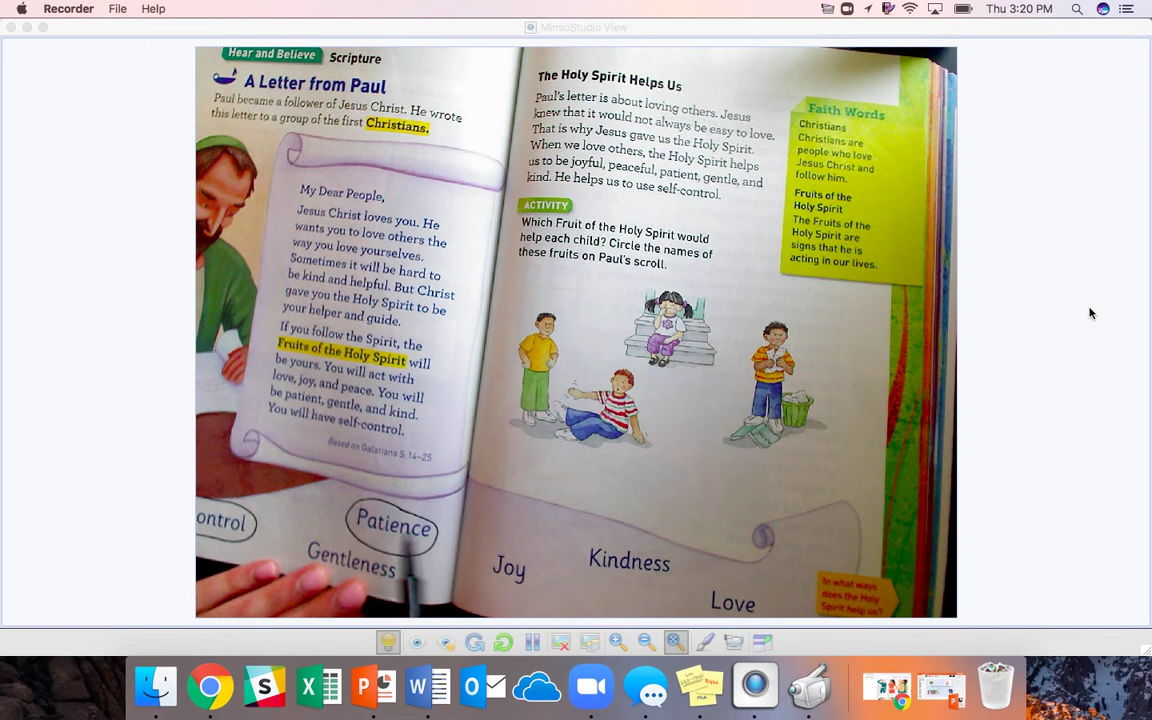 Recorder File Help
Thu 3:20 PM
MimioStudio View
Hear and Believe Scripture
A Letter from Paul
Paul became a follower of Jesus Christ. He wrote
this letter to a group of the first Christians.
My Dear People,
Jesus Christ loves you. He
wants you to love others the
way you love yourselves.
Sometimes it will be hard to
be kind and helpful. But Christ
gave you the Holy Spirit to be
your helper and guide.
If you follow the Spirit, the
Fruits of the Holy Spirit will
be yours. You will act with
love, joy, and peace. You will
be patient, gentle, and kind.
You will have self-control.
Based on Galatians 5:14–25
ontrol
Patience
Gentleness
The Holy Spirit Helps Us
Paul's letter is about loving others. Jesus
knew that it would not always be easy to love.
That is why Jesus gave us the Holy Spirit.
When we love others, the Holy Spirit helps
us to be joyful, peaceful, patient, gentle, and
kind. He helps us to use self-control.
ACTIVITY
Which Fruit of the Holy Spirit would
help each child? Circle the names of
these fruits on Paul's scroll.
Joy
Kindness
Love
Faith Words
Christians
Christians are
people who love
Jesus Christ and
follow him.
Fruits of the
Holy Spirit
The Fruits of the
Holy Spirit are
signs that he is
acting in our lives.
In what ways
does the Holy
Spirit help us?